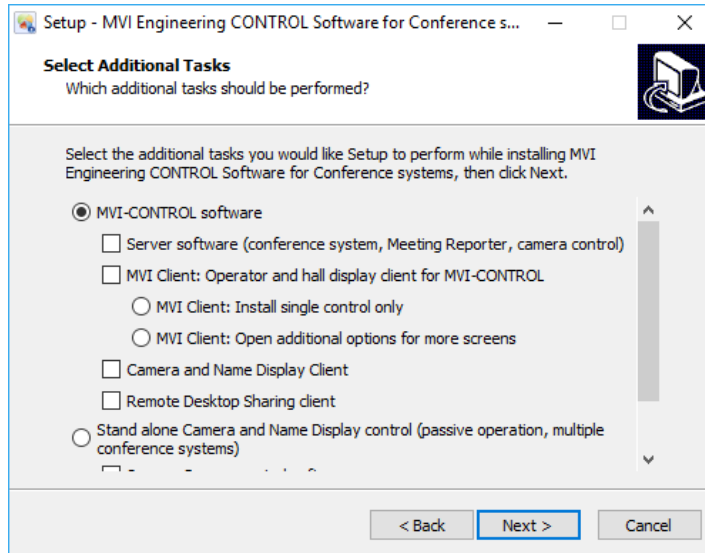 Setup - MVI Engineering CONTROL Software for Conference s...
Select Additional Tasks
Which additional tasks should be performed?
Select the additional tasks you would like Setup to perform while installing MVI
Engineering CONTROL Software for Conference systems, then click Next.
MVI-CONTROL software
Server software (conference system, Meeting Reporter, camera control)
MVI Client: Operator and hall display client for MVI-CONTROL
MVI Client: Install single control only
MVI Client: Open additional options for more screens
Camera and Name Display Client
Remote Desktop Sharing client
Stand alone Camera and Name Display control (passive operation, multiple
conference systems)
< Back
Next >
Cancel